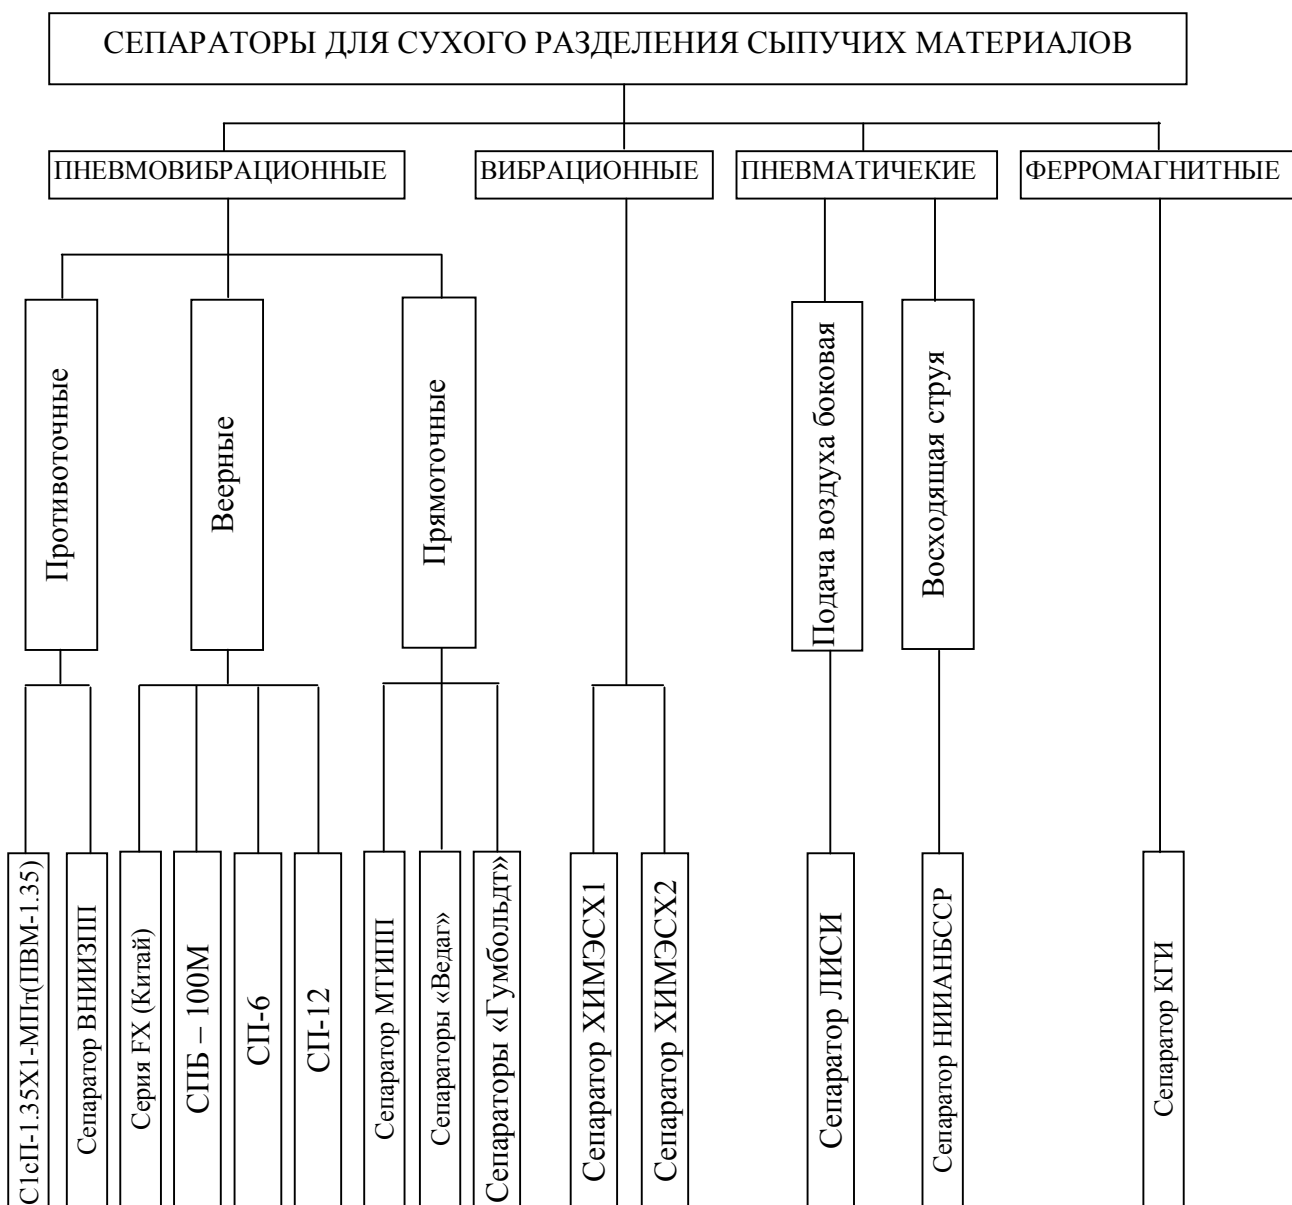 СЕПАРАТОРЫ ДЛЯ СУХОГО РАЗДЕЛЕНИЯ СЫПУЧИХ МАТЕРИАЛОВ
ПНЕВМОВИБРАЦИОННЫЕ
ВИБРАЦИОННЫЕ
ПНЕВМАТИЧЕКИЕ
ФЕРРОМАГНИТНЫЕ
Противоточные
Веерные
Прямоточные
Подача воздуха боковая
Восходящая струя
С1сП-1.35Х1-МПт(ПВМ-1.35)
Сепаратор ВНИИЗПП
Серия FX (Китай)
СПБ – 100М
СП-6
СП-12
Сепаратор МТИПП
Сепараторы «Ведаг»
Сепараторы «Гумбольдт»
Сепаратор ХИМЭСХ1
Сепаратор ХИМЭСХ2
Сепаратор ЛИСИ
Сепаратор НИИАНБССР
Сепаратор КГИ